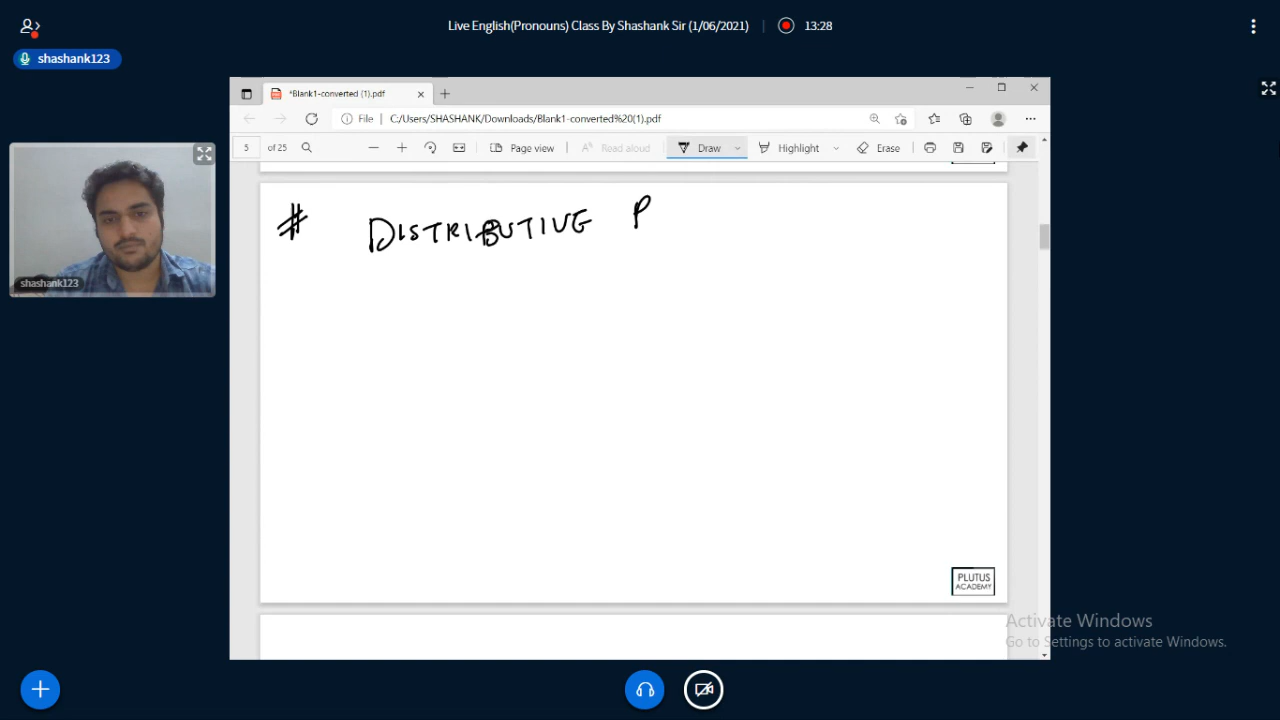 Live English(Pronouns) Class By Shashank Sir (1/06/2021)
13:28
shashank123
*Blank1-converted (1).pdf
File
C:/Users/SHASHANK/Downloads/Blank1-converted%20(1).pdf
5
of 25
Page view
Read aloud
Draw
Highlight
Erase
# DISTRIBUTIVE P
shashank123
PLUTUS
ACADEMY
Activate Windows
Go to Settings to activate Windows.